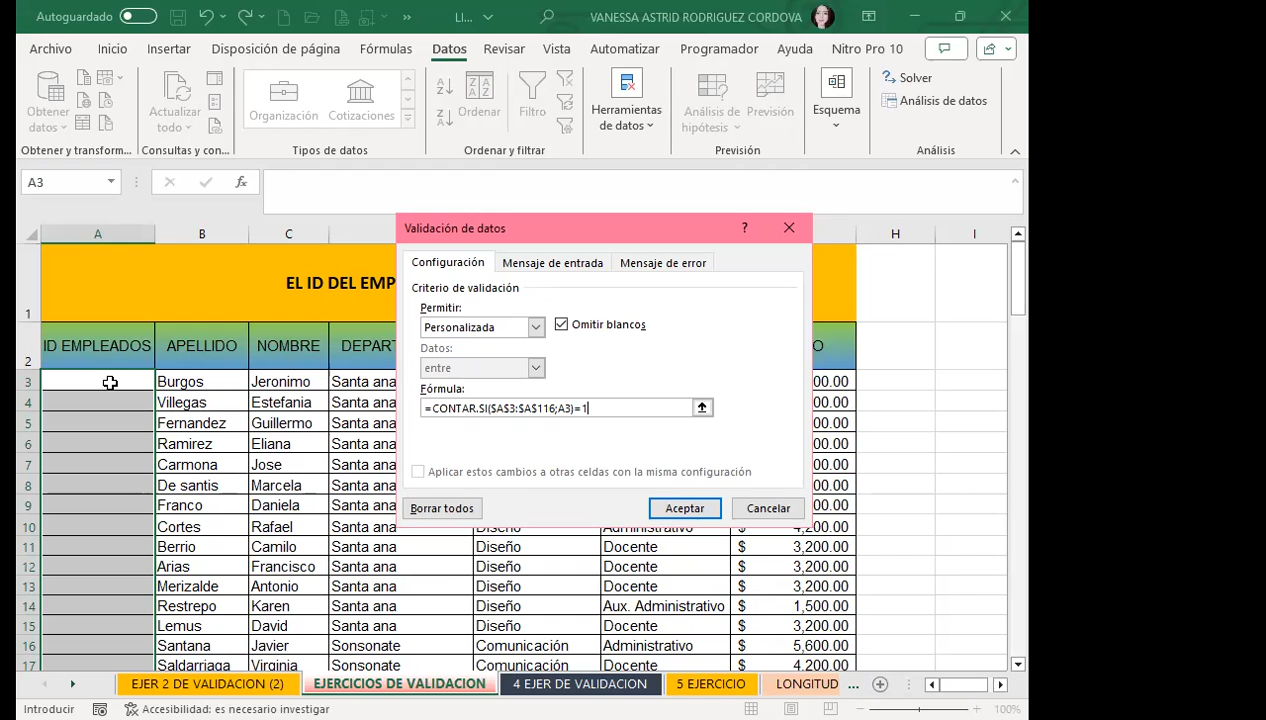 Autoguardado
LI...
VANESSA ASTRID RODRIGUEZ CORDOVA
Archivo Inicio Insertar Disposición de página Fórmulas Datos Revisar Vista Automatizar Programador Ayuda Nitro Pro 10
Obtener datos
Actualizar todo
Organización
Cotizaciones
Ordenar
Filtro
Herramientas de datos
Análisis de hipótesis
Previsión
Esquema
Solver
Análisis de datos
Obtener y transform... Consultas y con... Tipos de datos Ordenar y filtrar Previsión Análisis
A3
fx
A B C H I
1 EL ID DEL EMP
2 ID EMPLEADOS APELLIDO NOMBRE DEPART O
3 Burgos Jeronimo Santa ana 00.00
4 Villegas Estefania Santa ana 00.00
5 Fernandez Guillermo Santa ana 00.00
6 Ramirez Eliana Santa ana 00.00
7 Carmona Jose Santa ana 00.00
8 De santis Marcela Santa ana 00.00
9 Franco Daniela Santa ana 00.00
10 Cortes Rafael Santa ana Diseño Administrativo $ 4,200.00
11 Berrio Camilo Santa ana Diseño Docente $ 3,200.00
12 Arias Francisco Santa ana Diseño Docente $ 3,200.00
13 Merizalde Antonio Santa ana Diseño Docente $ 3,200.00
14 Restrepo Karen Santa ana Diseño Aux. Administrativo $ 1,500.00
15 Lemus David Santa ana Diseño Docente $ 3,200.00
16 Santana Javier Sonsonate Comunicación Administrativo $ 5,600.00
17 Saldarriaga Virginia Sonsonate Comunicación Docente $ 4,200.00
Validación de datos ?
Configuración Mensaje de entrada Mensaje de error
Criterio de validación
Permitir:
Personalizada Omitir blancos
Datos:
entre
Fórmula:
=CONTAR.SI($A$3:$A$116;A3)=1
Aplicar estos cambios a otras celdas con la misma configuración
Borrar todos Aceptar Cancelar
EJER 2 DE VALIDACION (2) EJERCICIOS DE VALIDACION 4 EJER DE VALIDACION 5 EJERCICIO LONGITUD ...
Introducir Accesibilidad: es necesario investigar 100%